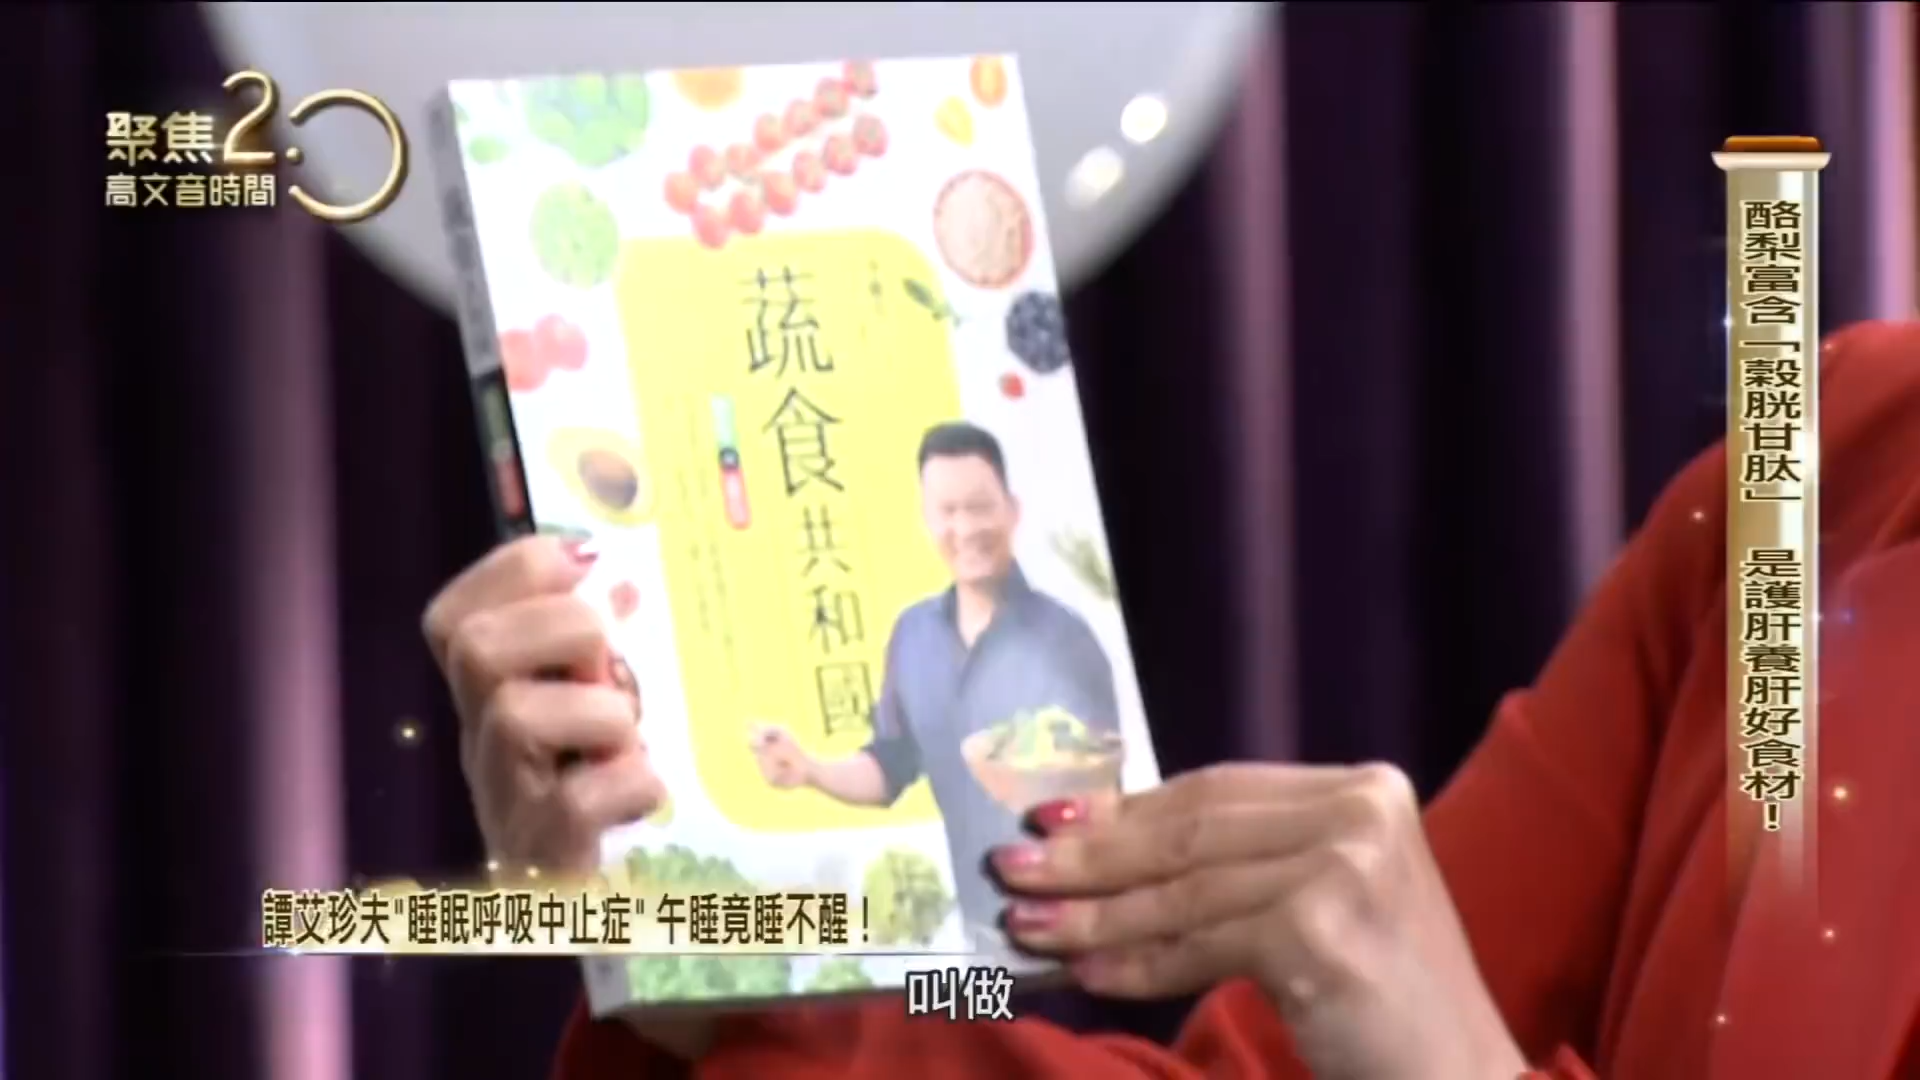 聚焦2.0
高文音時間
蔬食共和國
酪梨富含「穀胱甘肽」 是護肝養肝好食材！
譚艾珍夫"睡眠呼吸中止症" 午睡竟睡不醒！
叫做